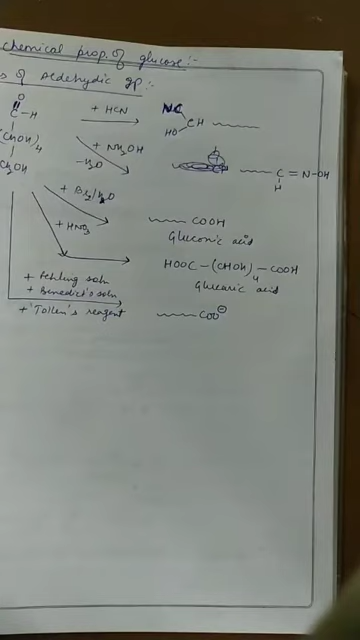 chemical prop. of glucose:-
s of aldehydic gp:-
O
C-H
(CHOH)4
CH2OH
+ HCN
NC
HO
CH
+ NH2OH
-H2O
C=N-OH
H
+ Br2/H2O
COOH
Gluconic acid
+ HNO3
HOOC-(CHOH)4-COOH
Glucaric acid
+ Fehling soln
+ Benedict's soln
+ Tollen's reagent
COO⊖